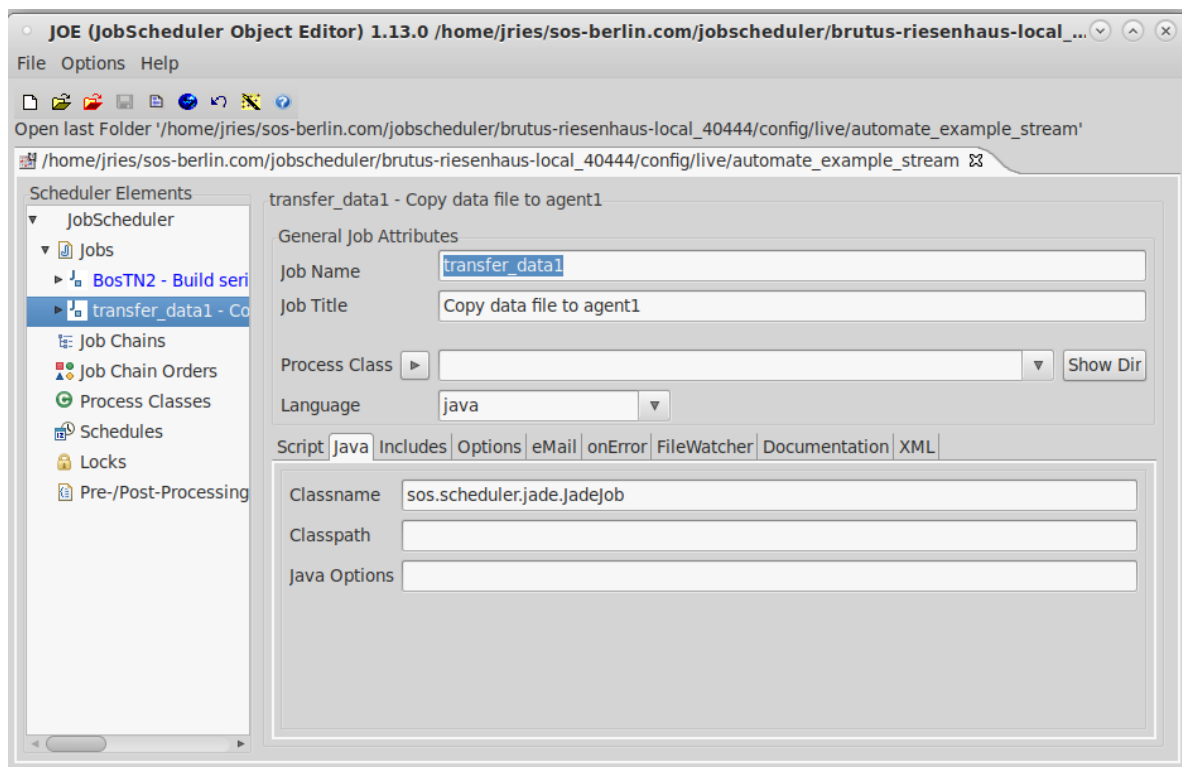 JOE (JobScheduler Object Editor) 1.13.0 /home/jries/sos-berlin.com/jobscheduler/brutus-riesenhaus-local_...
File Options Help
Open last Folder '/home/jries/sos-berlin.com/jobscheduler/brutus-riesenhaus-local_40444/config/live/automate_example_stream'
/home/jries/sos-berlin.com/jobscheduler/brutus-riesenhaus-local_40444/config/live/automate_example_stream
Scheduler Elements
JobScheduler
Jobs
BosTN2 - Build seri
transfer_data1 - Co
Job Chains
Job Chain Orders
Process Classes
Schedules
Locks
Pre-/Post-Processing
transfer_data1 - Copy data file to agent1
General Job Attributes
Job Name transfer_data1
Job Title Copy data file to agent1
Process Class Show Dir
Language java
Script Java Includes Options eMail onError FileWatcher Documentation XML
Classname sos.scheduler.jade.JadeJob
Classpath
Java Options